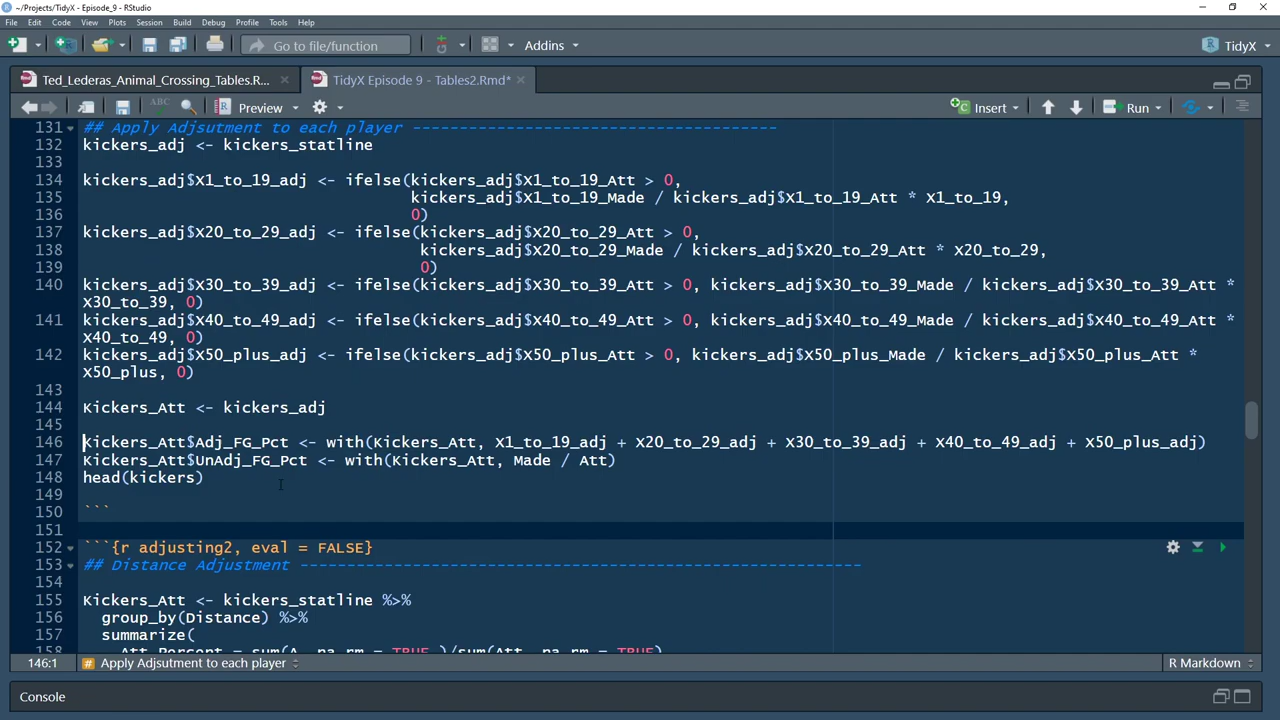 ~/Projects/TidyX - Episode_9 - RStudio
File Edit Code View Plots Session Build Debug Profile Tools Help
Go to file/function Addins TidyX
Ted_Lederas_Animal_Crossing_Tables.R... TidyX Episode 9 - Tables2.Rmd*
ABC Preview Insert Run
131 ## Apply Adjsutment to each player ---------------------------------------
132 kickers_adj <- kickers_statline
133
134 kickers_adj$X1_to_19_adj <- ifelse(kickers_adj$X1_to_19_Att > 0,
135 kickers_adj$X1_to_19_Made / kickers_adj$X1_to_19_Att * X1_to_19,
136 0)
137 kickers_adj$X20_to_29_adj <- ifelse(kickers_adj$X20_to_29_Att > 0,
138 kickers_adj$X20_to_29_Made / kickers_adj$X20_to_29_Att * X20_to_29,
139 0)
140 kickers_adj$X30_to_39_adj <- ifelse(kickers_adj$X30_to_39_Att > 0, kickers_adj$X30_to_39_Made / kickers_adj$X30_to_39_Att *
X30_to_39, 0)
141 kickers_adj$X40_to_49_adj <- ifelse(kickers_adj$X40_to_49_Att > 0, kickers_adj$X40_to_49_Made / kickers_adj$X40_to_49_Att *
X40_to_49, 0)
142 kickers_adj$X50_plus_adj <- ifelse(kickers_adj$X50_plus_Att > 0, kickers_adj$X50_plus_Made / kickers_adj$X50_plus_Att *
X50_plus, 0)
143
144 Kickers_Att <- kickers_adj
145
146 Kickers_Att$Adj_FG_Pct <- with(Kickers_Att, X1_to_19_adj + X20_to_29_adj + X30_to_39_adj + X40_to_49_adj + X50_plus_adj)
147 Kickers_Att$UnAdj_FG_Pct <- with(Kickers_Att, Made / Att)
148 head(kickers)
149
150 ```
151
152 ```{r adjusting2, eval = FALSE}
153 ## Distance Adjustment ------------------------------------------------------------
154
155 Kickers_Att <- kickers_statline %>%
156 group_by(Distance) %>%
157 summarize(
158 Att_Percent = sum(A, na.rm = TRUE )/sum(Att, na.rm = TRUE)
146:1 # Apply Adjsutment to each player R Markdown
Console